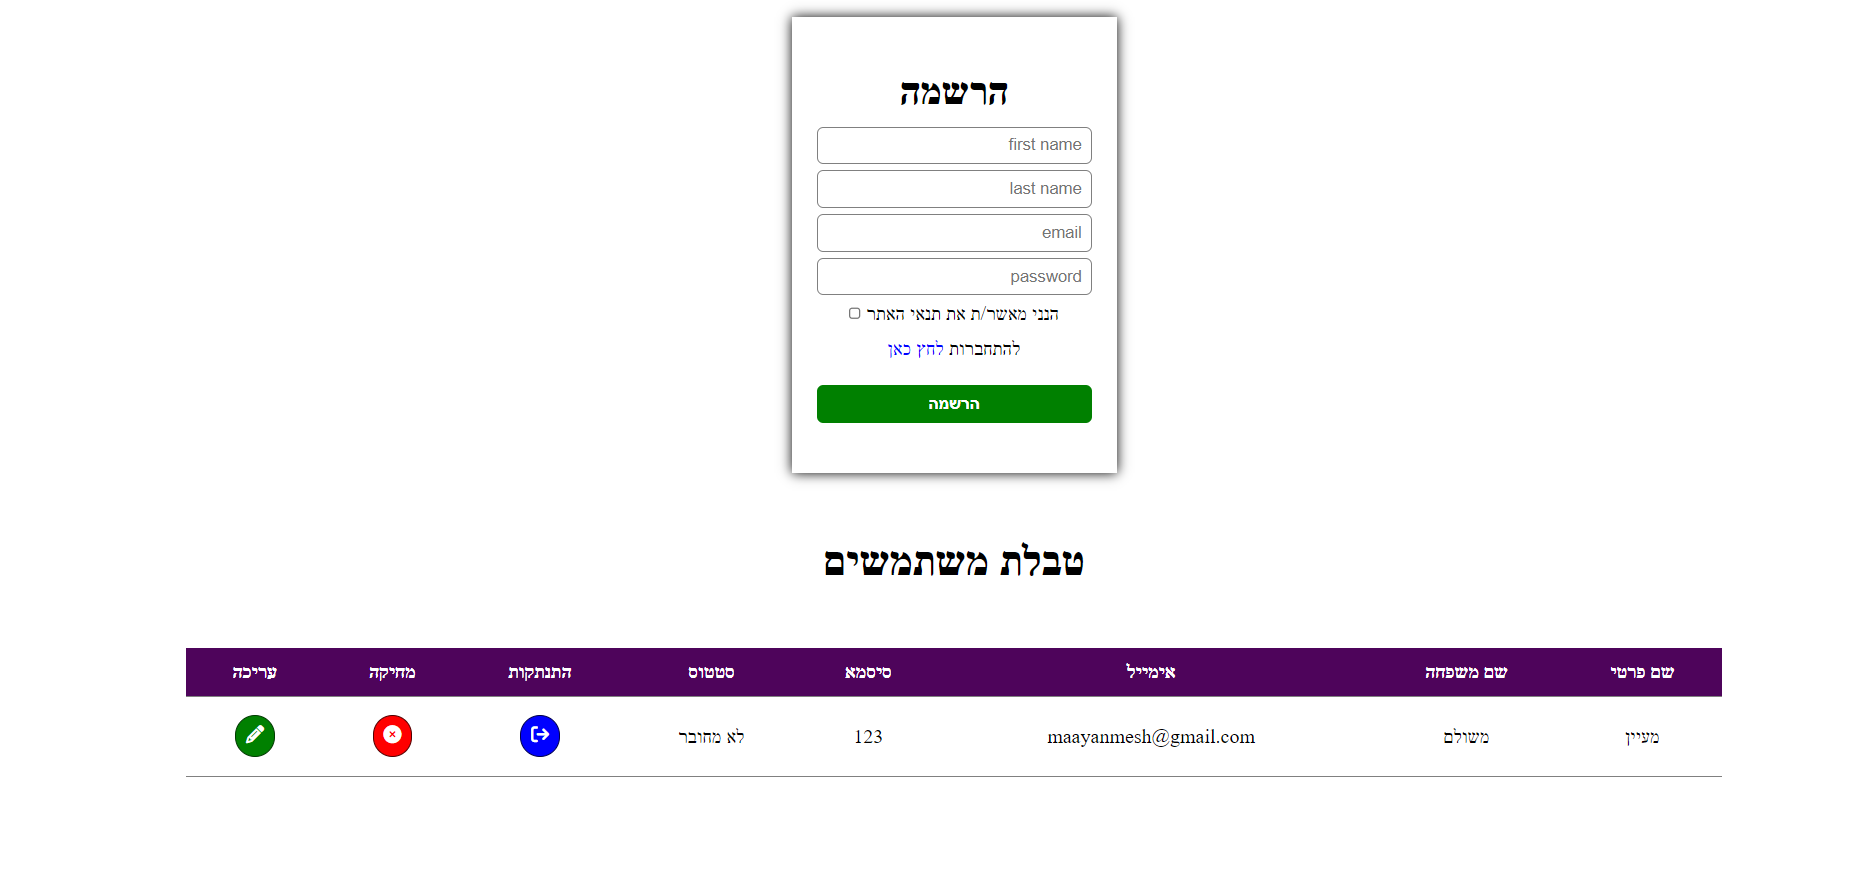 הרשמה
first name
last name
email
password
הנני מאשר/ת את תנאי האתר
להתחברות לחץ כאן
הרשמה
טבלת משתמשים
שם פרטי שם משפחה אימייל סיסמא סטטוס התנתקות מחיקה עריכה
מעיין משולם maayanmesh@gmail.com 123 לא מחובר